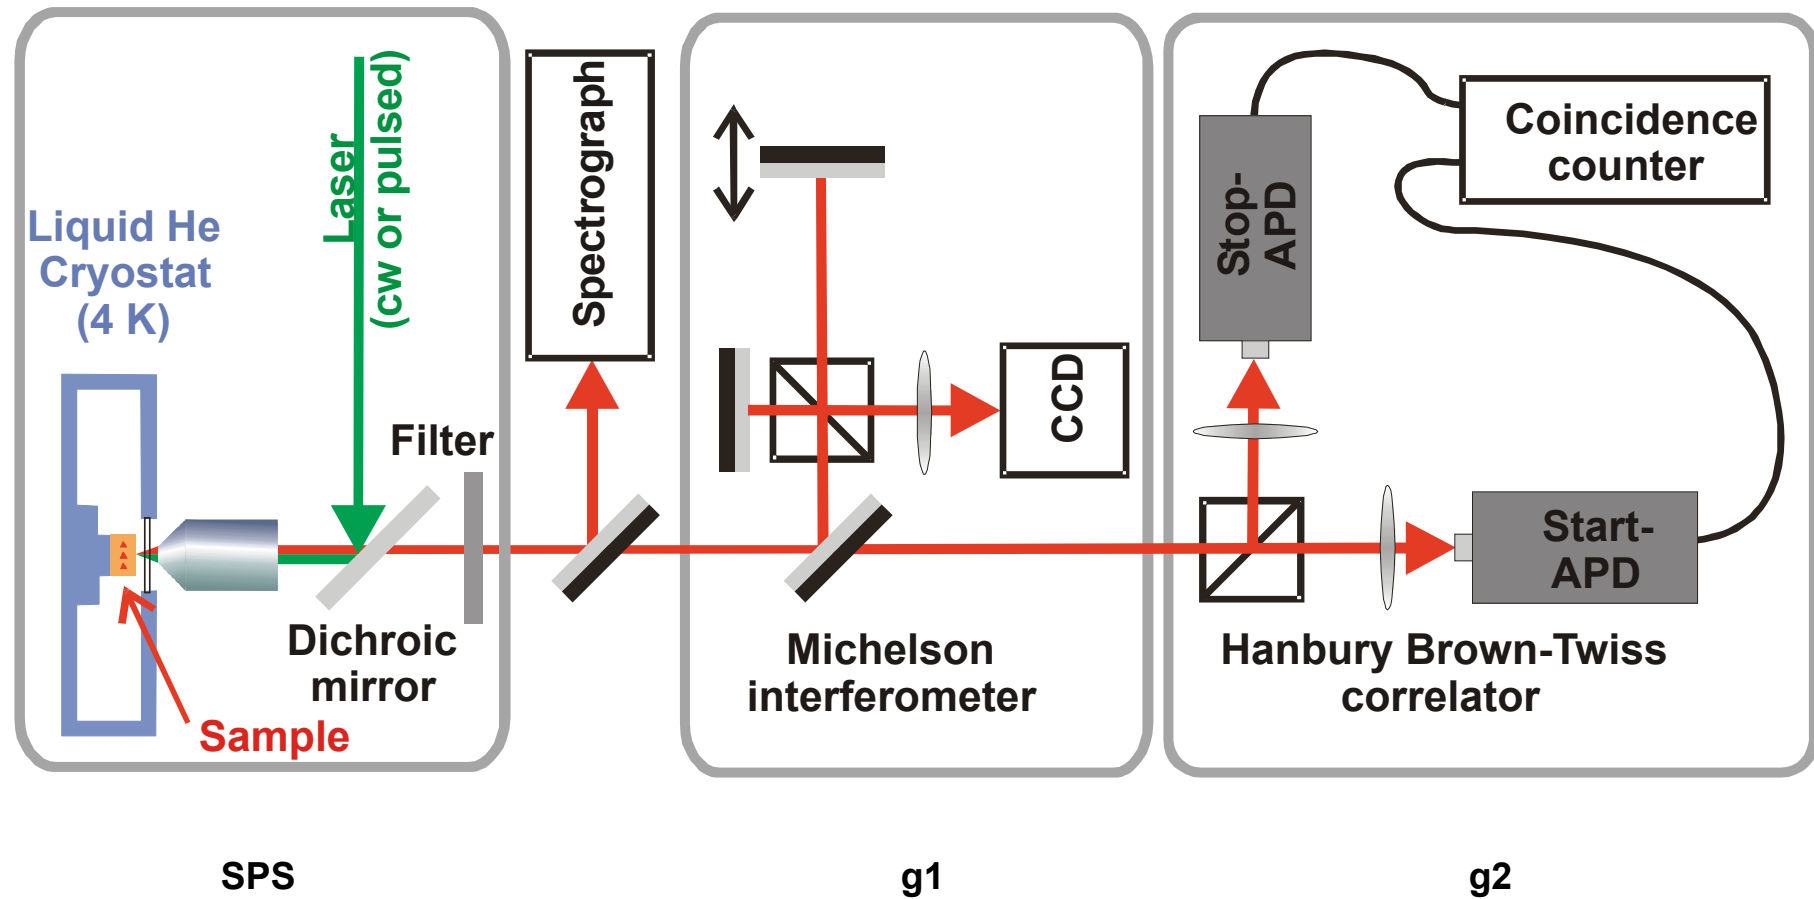 Liquid He
Cryostat
(4 K)
Laser
(cw or pulsed)
Filter
Dichroic
mirror
Sample
Spectrograph
CCD
Michelson
interferometer
Stop-
APD
Coincidence
counter
Start-
APD
Hanbury Brown-Twiss
correlator
SPS
g1
g2